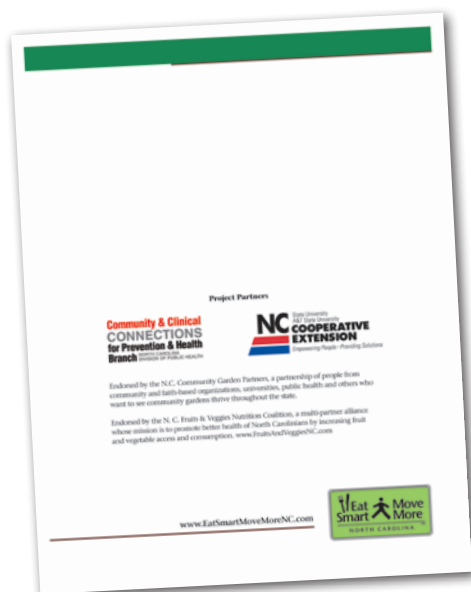 Project Partners
Community & Clinical
CONNECTIONS
for Prevention & Health
Branch NORTH CAROLINA
DIVISION OF PUBLIC HEALTH
NC State University
A&T State University
COOPERATIVE
EXTENSION
Empowering People · Providing Solutions
Endorsed by the N.C. Community Garden Partners, a partnership of people from
community and faith-based organizations, universities, public health and others who
want to see community gardens thrive throughout the state.
Endorsed by the N. C. Fruits & Veggies Nutrition Coalition, a multi-partner alliance
whose mission is to promote better health of North Carolinians by increasing fruit
and vegetable access and consumption. www.FruitsAndVeggiesNC.com
www.EatSmartMoveMoreNC.com
Eat Move
Smart More
NORTH CAROLINA